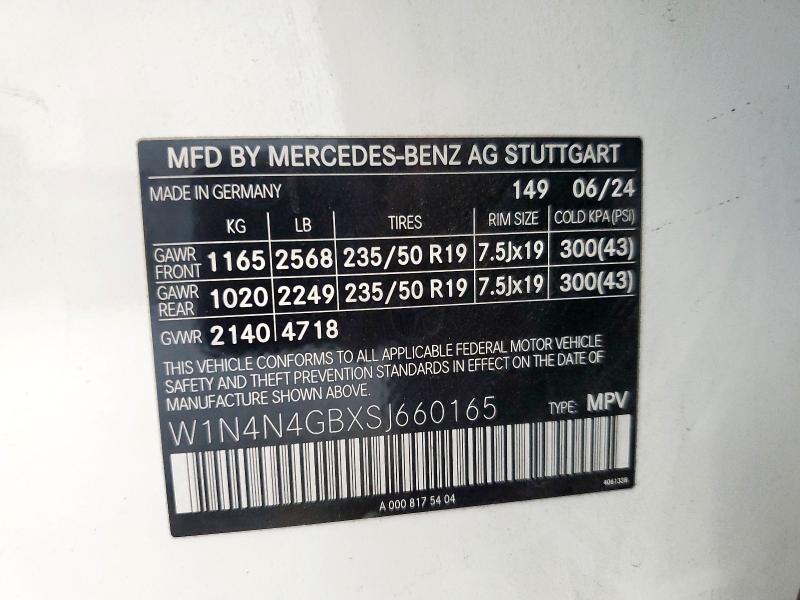 MFD BY MERCEDES-BENZ AG STUTTGART
MADE IN GERMANY 149 06/24
KG LB TIRES RIM SIZE COLD KPA(PSI)
GAWR FRONT 1165 2568 235/50 R19 7.5Jx19 300(43)
GAWR REAR 1020 2249 235/50 R19 7.5Jx19 300(43)
GVWR 2140 4718
THIS VEHICLE CONFORMS TO ALL APPLICABLE FEDERAL MOTOR VEHICLE
SAFETY AND THEFT PREVENTION STANDARDS IN EFFECT ON THE DATE OF
MANUFACTURE SHOWN ABOVE.
W1N4N4GBXSJ660165 TYPE: MPV
A 000 817 54 04